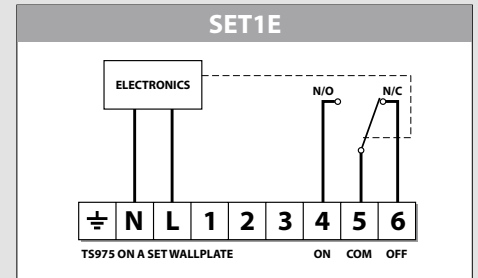 SET1E
ELECTRONICS
N/O N/C
N L 1 2 3 4 5 6
TS975 ON A SET WALLPLATE ON COM OFF